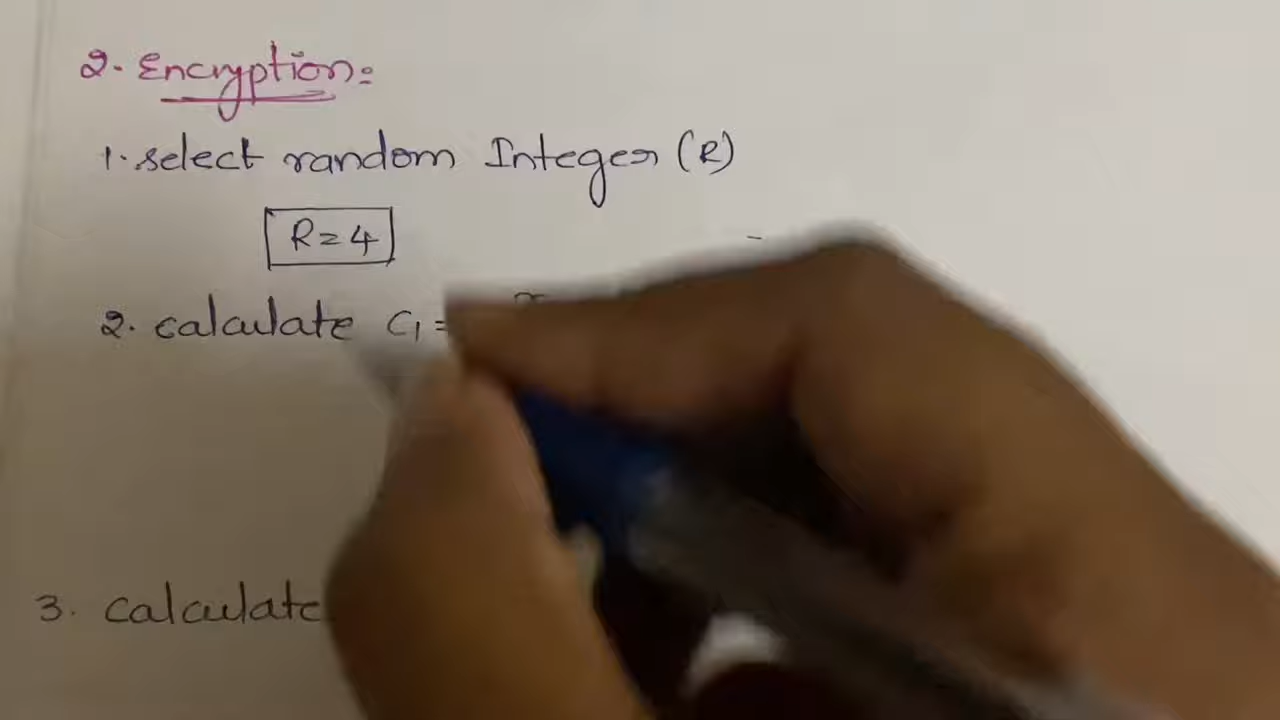 2. Encryption:
1. select random Integer (R)
R=4
2. calculate C1 =
3. calculate